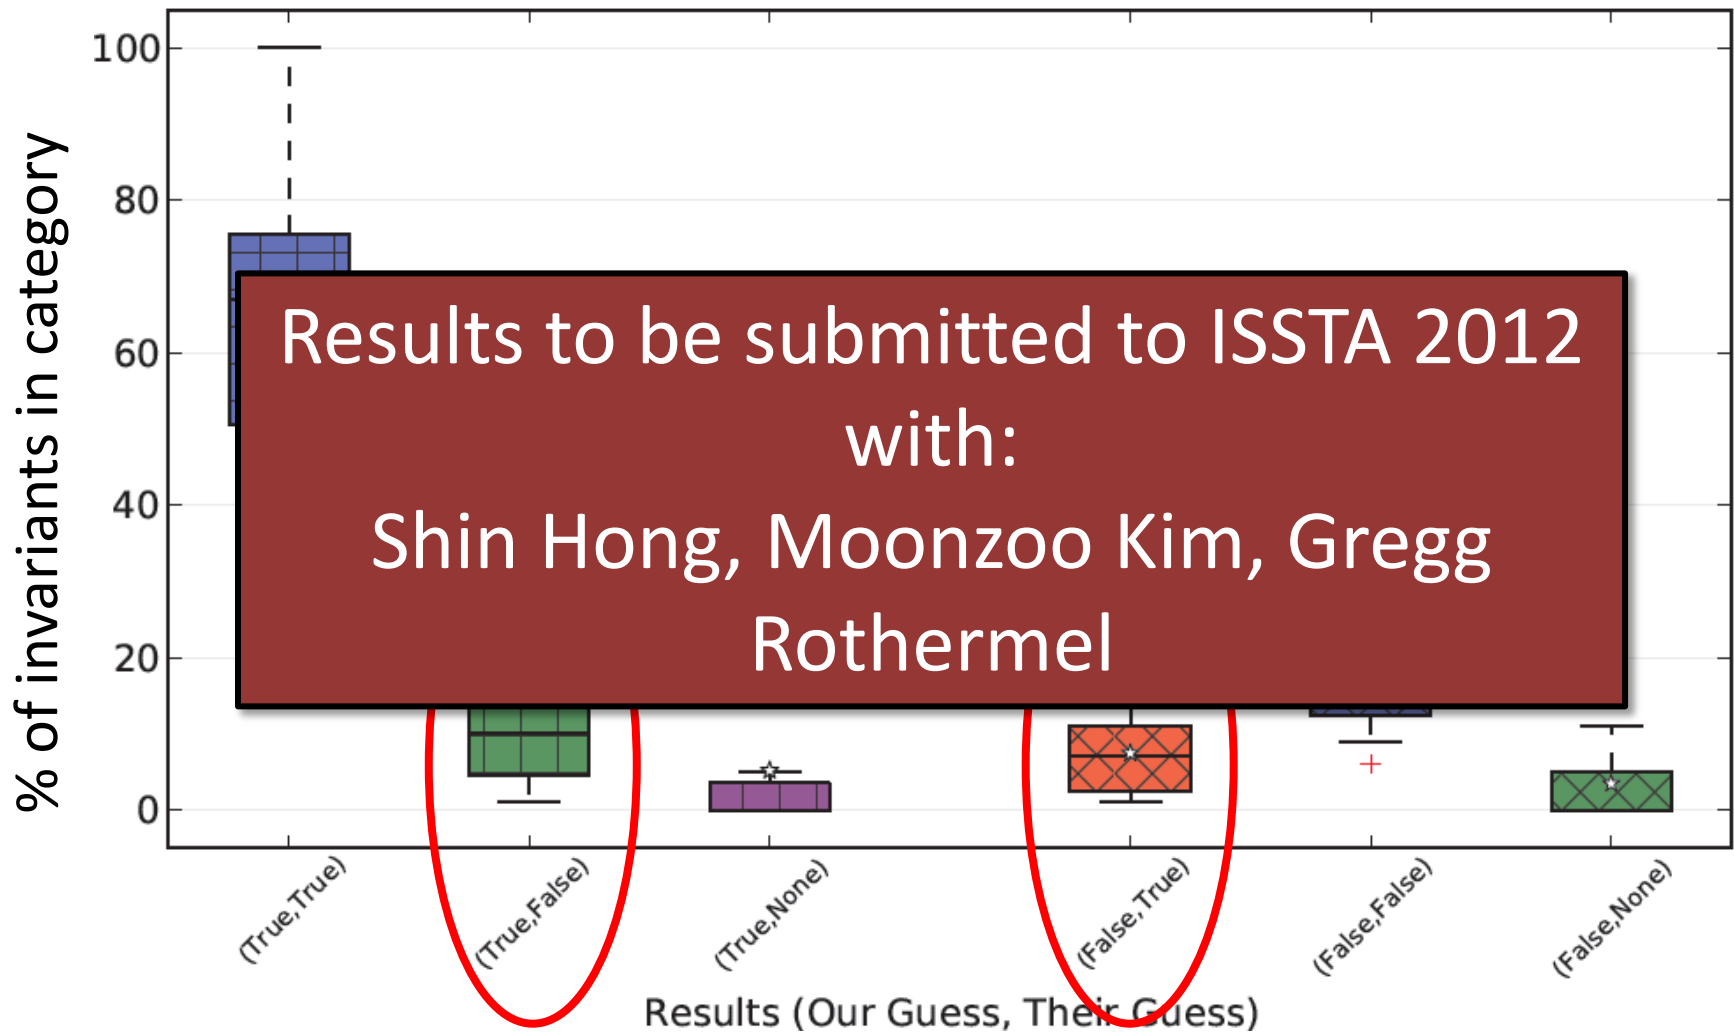 % of invariants in category
100
80
60
40
20
0
Results to be submitted to ISSTA 2012
with:
Shin Hong, Moonzoo Kim, Gregg
Rothermel
(True,True)
(True,False)
(True,None)
(False,True)
(False,False)
(False,None)
Results (Our Guess, Their Guess)